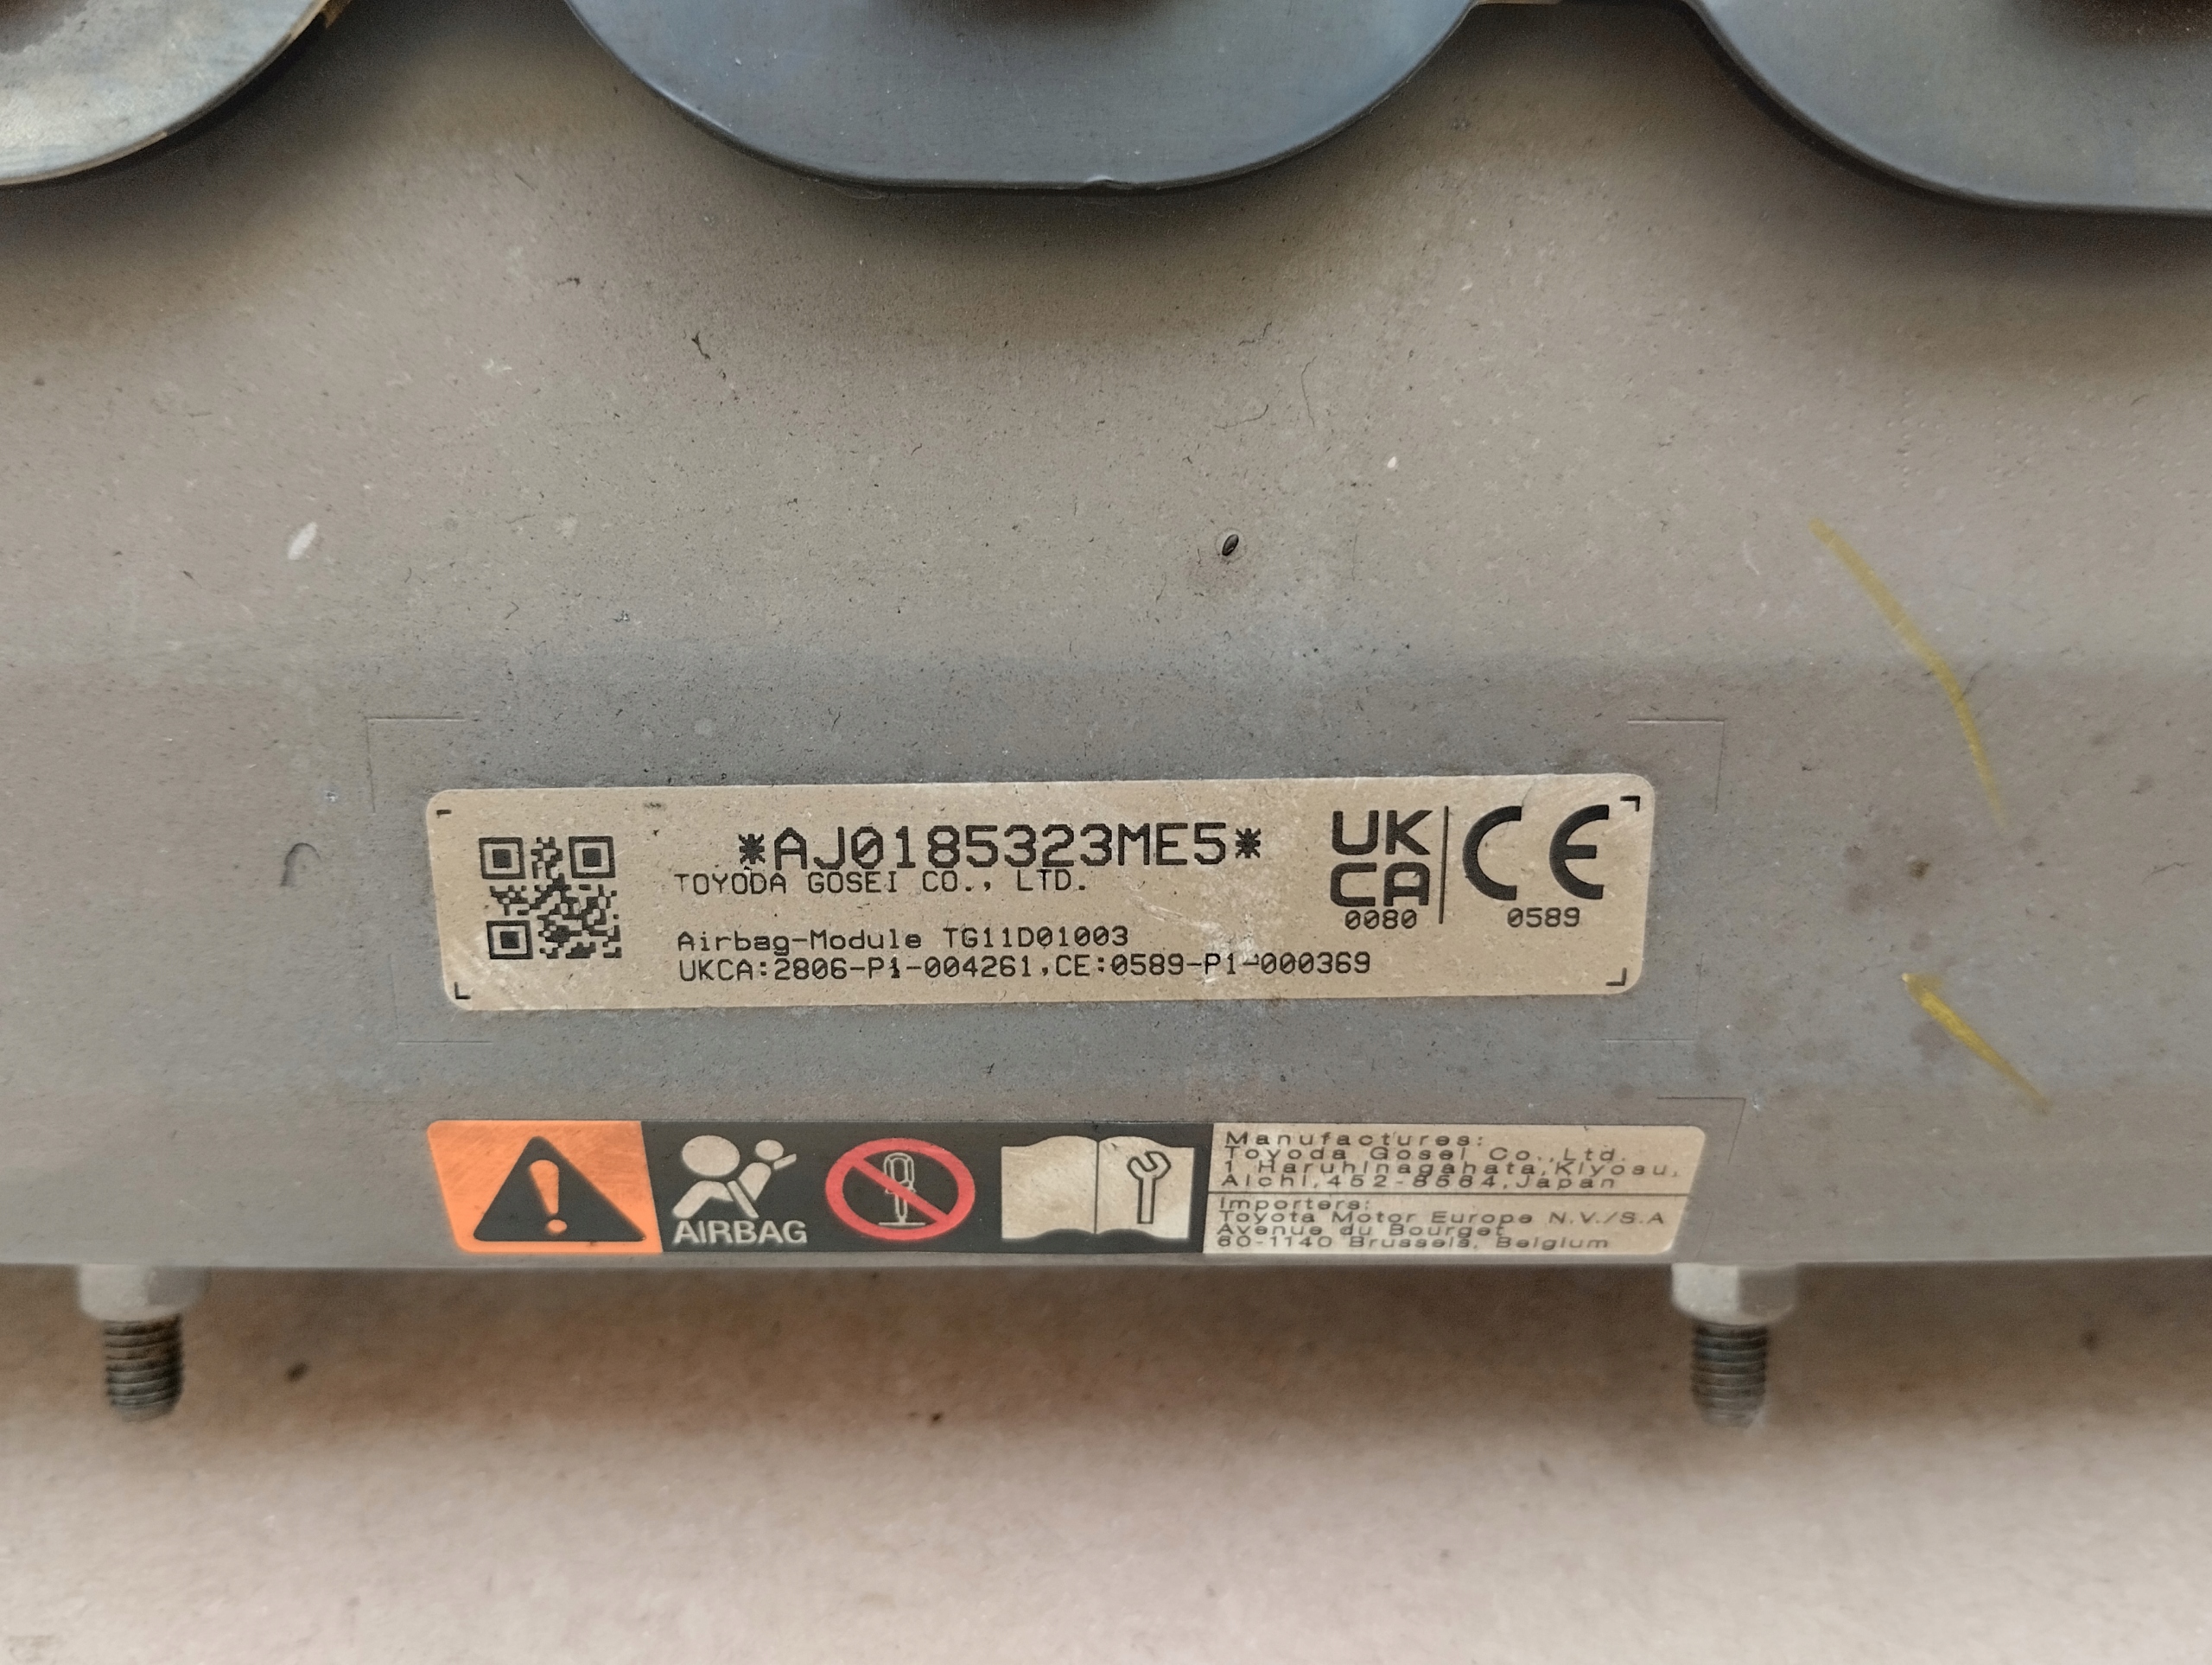 *AJ0185323ME5*
TOYODA GOSEI CO., LTD.
Airbag-Module TG11D01003
UKCA:2806-P1-004261,CE:0589-P1-000369
UK
CA
0080
CE
0589
AIRBAG
Manufactures:
Toyoda Gosei Co.,Ltd.
1 Haruhinagahata,Kiyosu,
Aichi,452-8564,Japan
Importers:
Toyota Motor Europe N.V./S.A
Avenue du Bourget
60-1140 Brussels, Belgium